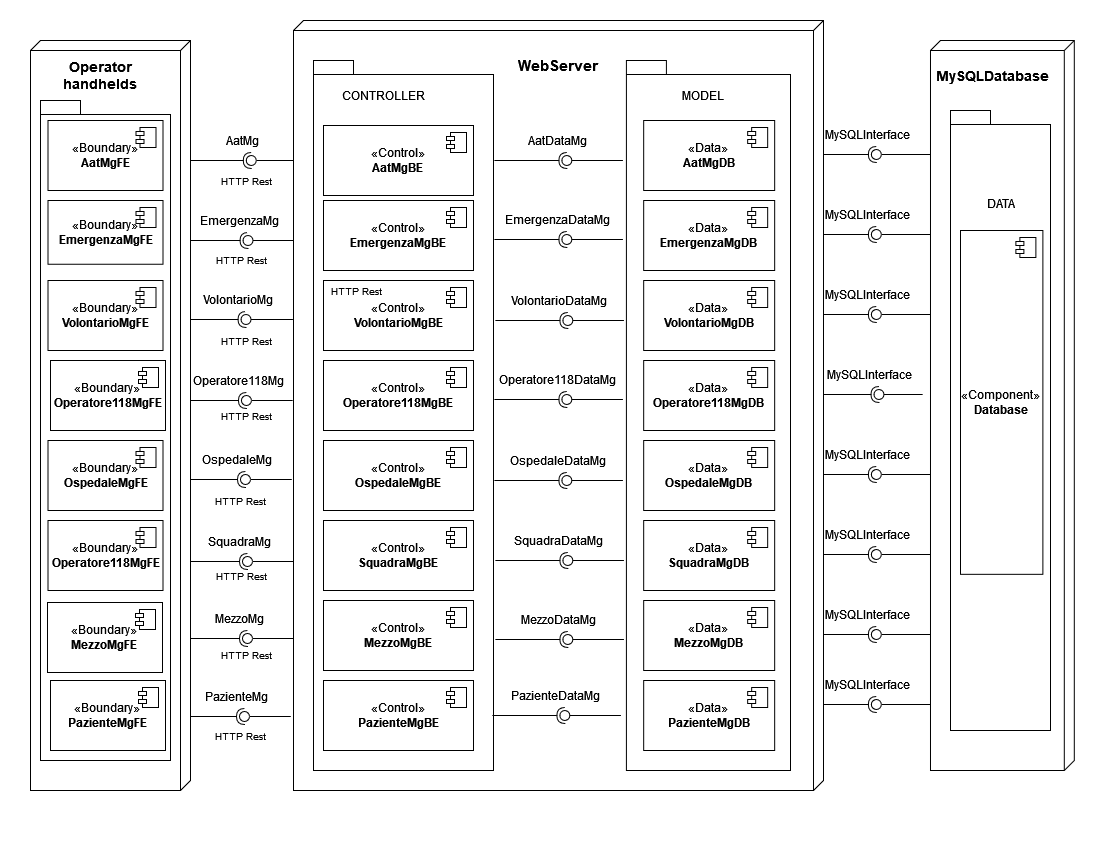 Operator
handhelds
«Boundary»
AatMgFE
«Boundary»
EmergenzaMgFE
«Boundary»
VolontarioMgFE
«Boundary»
Operatore118MgFE
«Boundary»
OspedaleMgFE
«Boundary»
Operatore118MgFE
«Boundary»
MezzoMgFE
«Boundary»
PazienteMgFE
AatMg
HTTP Rest
EmergenzaMg
HTTP Rest
VolontarioMg
HTTP Rest
Operatore118Mg
HTTP Rest
OspedaleMg
HTTP Rest
SquadraMg
HTTP Rest
MezzoMg
HTTP Rest
PazienteMg
HTTP Rest
WebServer
CONTROLLER
«Control»
AatMgBE
«Control»
EmergenzaMgBE
HTTP Rest
«Control»
VolontarioMgBE
«Control»
Operatore118MgBE
«Control»
OspedaleMgBE
«Control»
SquadraMgBE
«Control»
MezzoMgBE
«Control»
PazienteMgBE
AatDataMg
EmergenzaDataMg
VolontarioDataMg
Operatore118DataMg
OspedaleDataMg
SquadraDataMg
MezzoDataMg
PazienteDataMg
MODEL
«Data»
AatMgDB
«Data»
EmergenzaMgDB
«Data»
VolontarioMgDB
«Data»
Operatore118MgDB
«Data»
OspedaleMgDB
«Data»
SquadraMgDB
«Data»
MezzoMgDB
«Data»
PazienteMgDB
MySQLInterface
MySQLInterface
MySQLInterface
MySQLInterface
MySQLInterface
MySQLInterface
MySQLInterface
MySQLInterface
MySQLDatabase
DATA
«Component»
Database